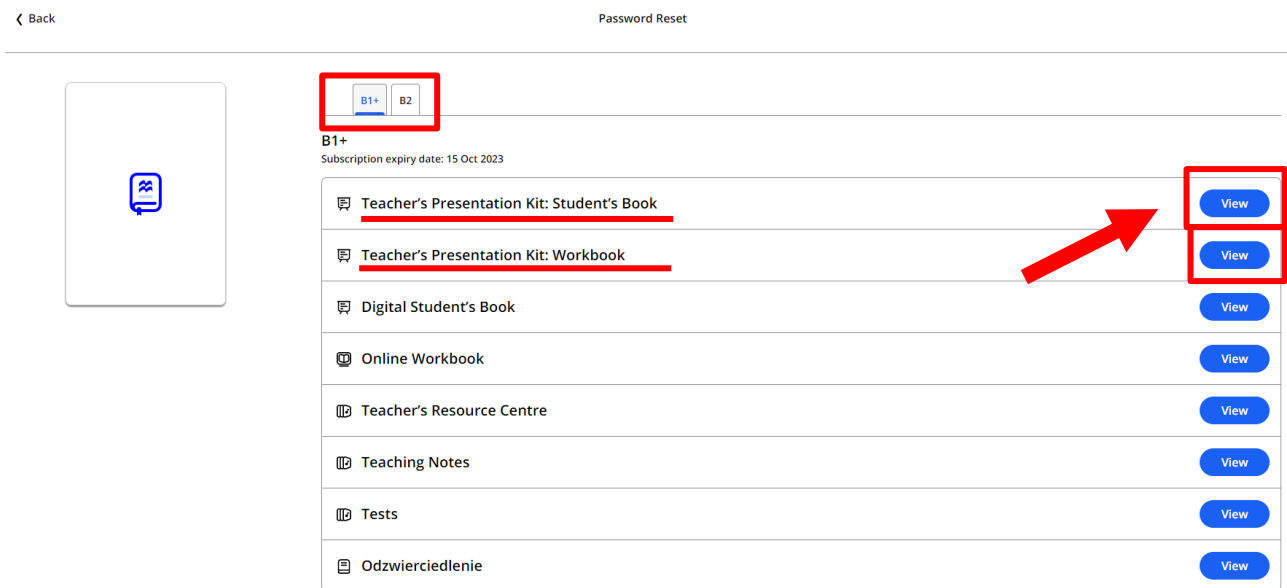 Back
Password Reset
B1+ B2
B1+
Subscription expiry date: 15 Oct 2023
Teacher’s Presentation Kit: Student’s Book View
Teacher’s Presentation Kit: Workbook View
Digital Student’s Book View
Online Workbook View
Teacher’s Resource Centre View
Teaching Notes View
Tests View
Odzwierciedlenie View